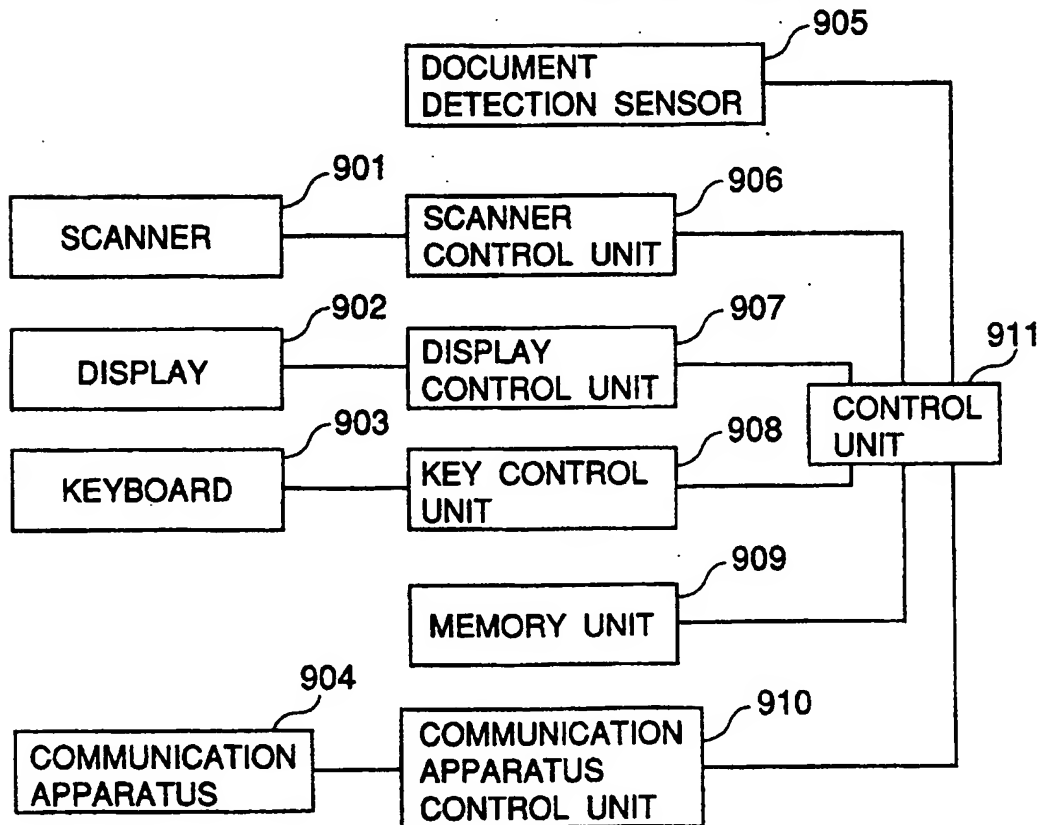 905
DOCUMENT
DETECTION SENSOR
901
906
SCANNER
SCANNER
CONTROL UNIT
902
907
911
DISPLAY
DISPLAY
CONTROL UNIT
CONTROL
UNIT
903
908
KEYBOARD
KEY CONTROL
UNIT
909
MEMORY UNIT
904
910
COMMUNICATION
APPARATUS
COMMUNICATION
APPARATUS
CONTROL UNIT